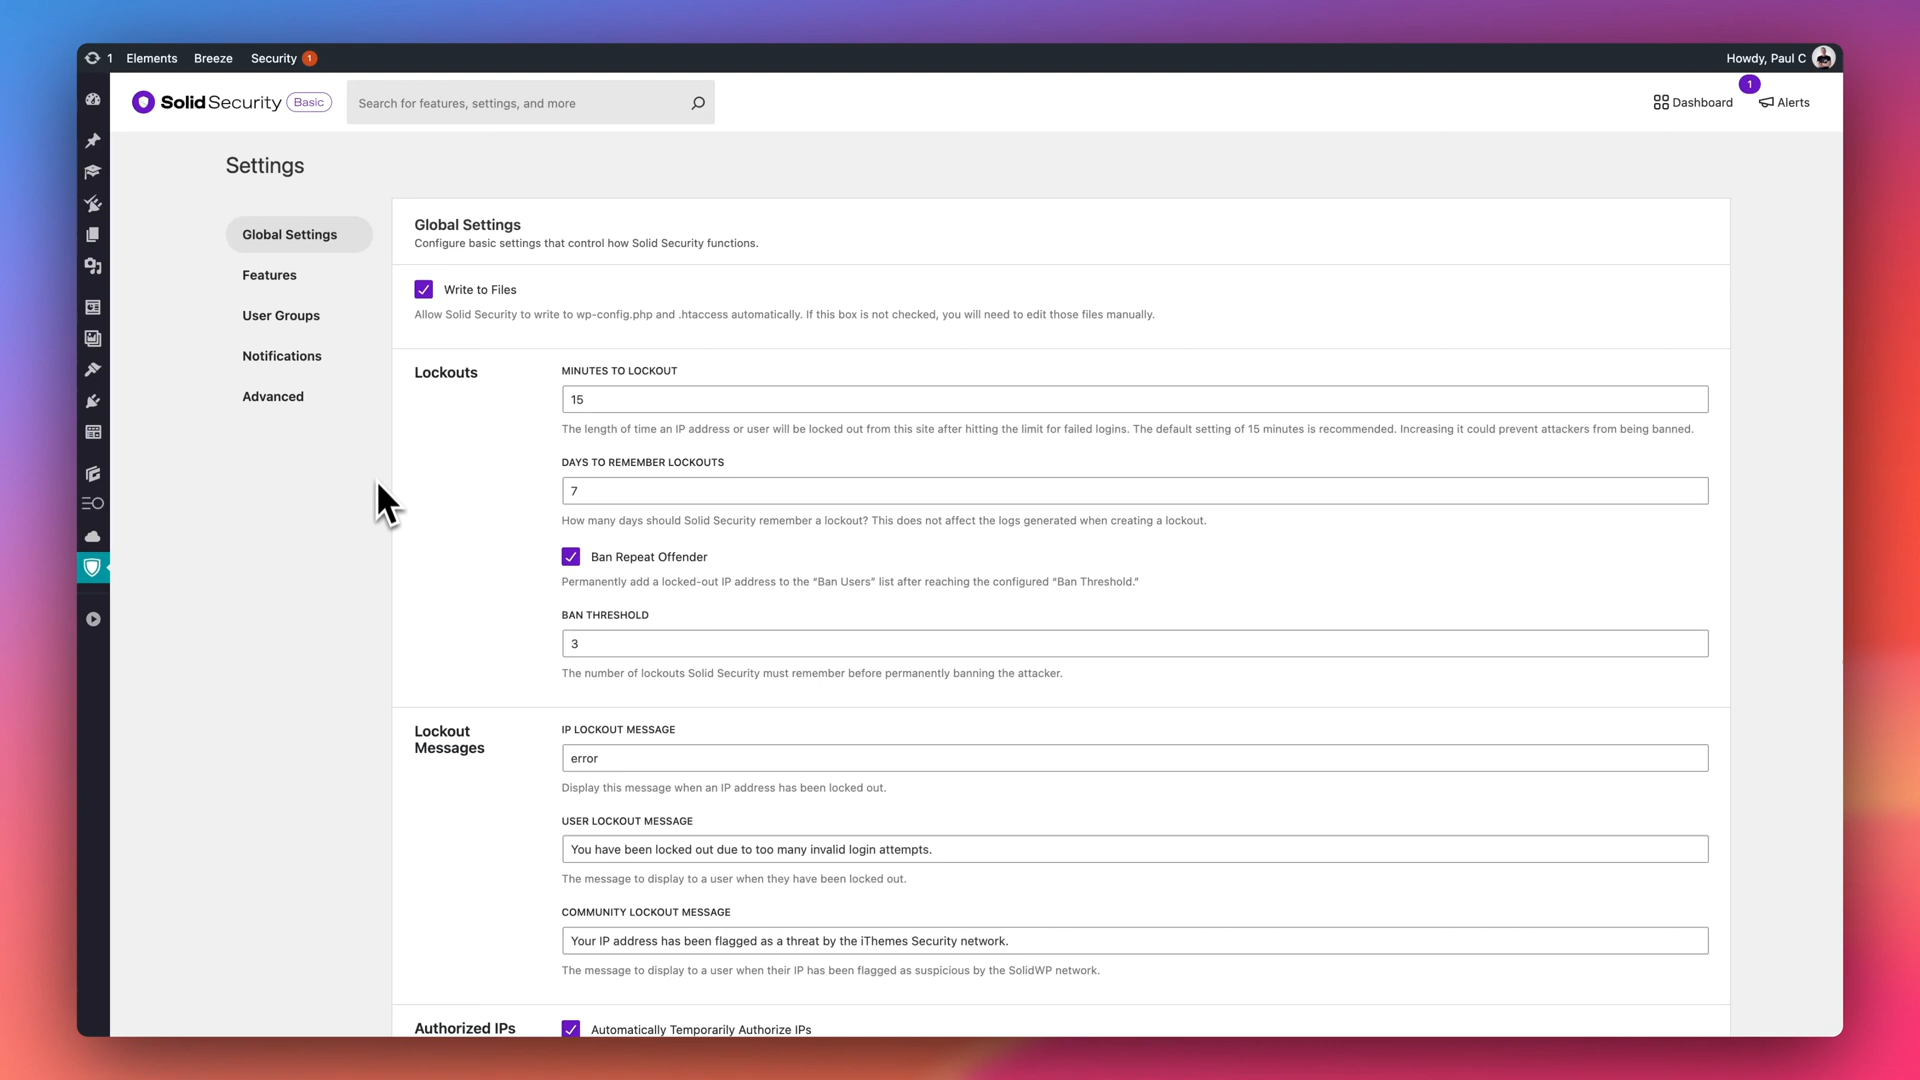 1 Elements Breeze Security 1 Howdy, Paul C
SolidSecurity Basic Search for features, settings, and more Dashboard 1 Alerts
Settings
Global Settings
Features
User Groups
Notifications
Advanced
Global Settings
Configure basic settings that control how Solid Security functions.
Write to Files
Allow Solid Security to write to wp-config.php and .htaccess automatically. If this box is not checked, you will need to edit those files manually.
Lockouts
MINUTES TO LOCKOUT
15
The length of time an IP address or user will be locked out from this site after hitting the limit for failed logins. The default setting of 15 minutes is recommended. Increasing it could prevent attackers from being banned.
DAYS TO REMEMBER LOCKOUTS
7
How many days should Solid Security remember a lockout? This does not affect the logs generated when creating a lockout.
Ban Repeat Offender
Permanently add a locked-out IP address to the “Ban Users” list after reaching the configured “Ban Threshold.”
BAN THRESHOLD
3
The number of lockouts Solid Security must remember before permanently banning the attacker.
Lockout
Messages
IP LOCKOUT MESSAGE
error
Display this message when an IP address has been locked out.
USER LOCKOUT MESSAGE
You have been locked out due to too many invalid login attempts.
The message to display to a user when they have been locked out.
COMMUNITY LOCKOUT MESSAGE
Your IP address has been flagged as a threat by the iThemes Security network.
The message to display to a user when their IP has been flagged as suspicious by the SolidWP network.
Authorized IPs
Automatically Temporarily Authorize IPs